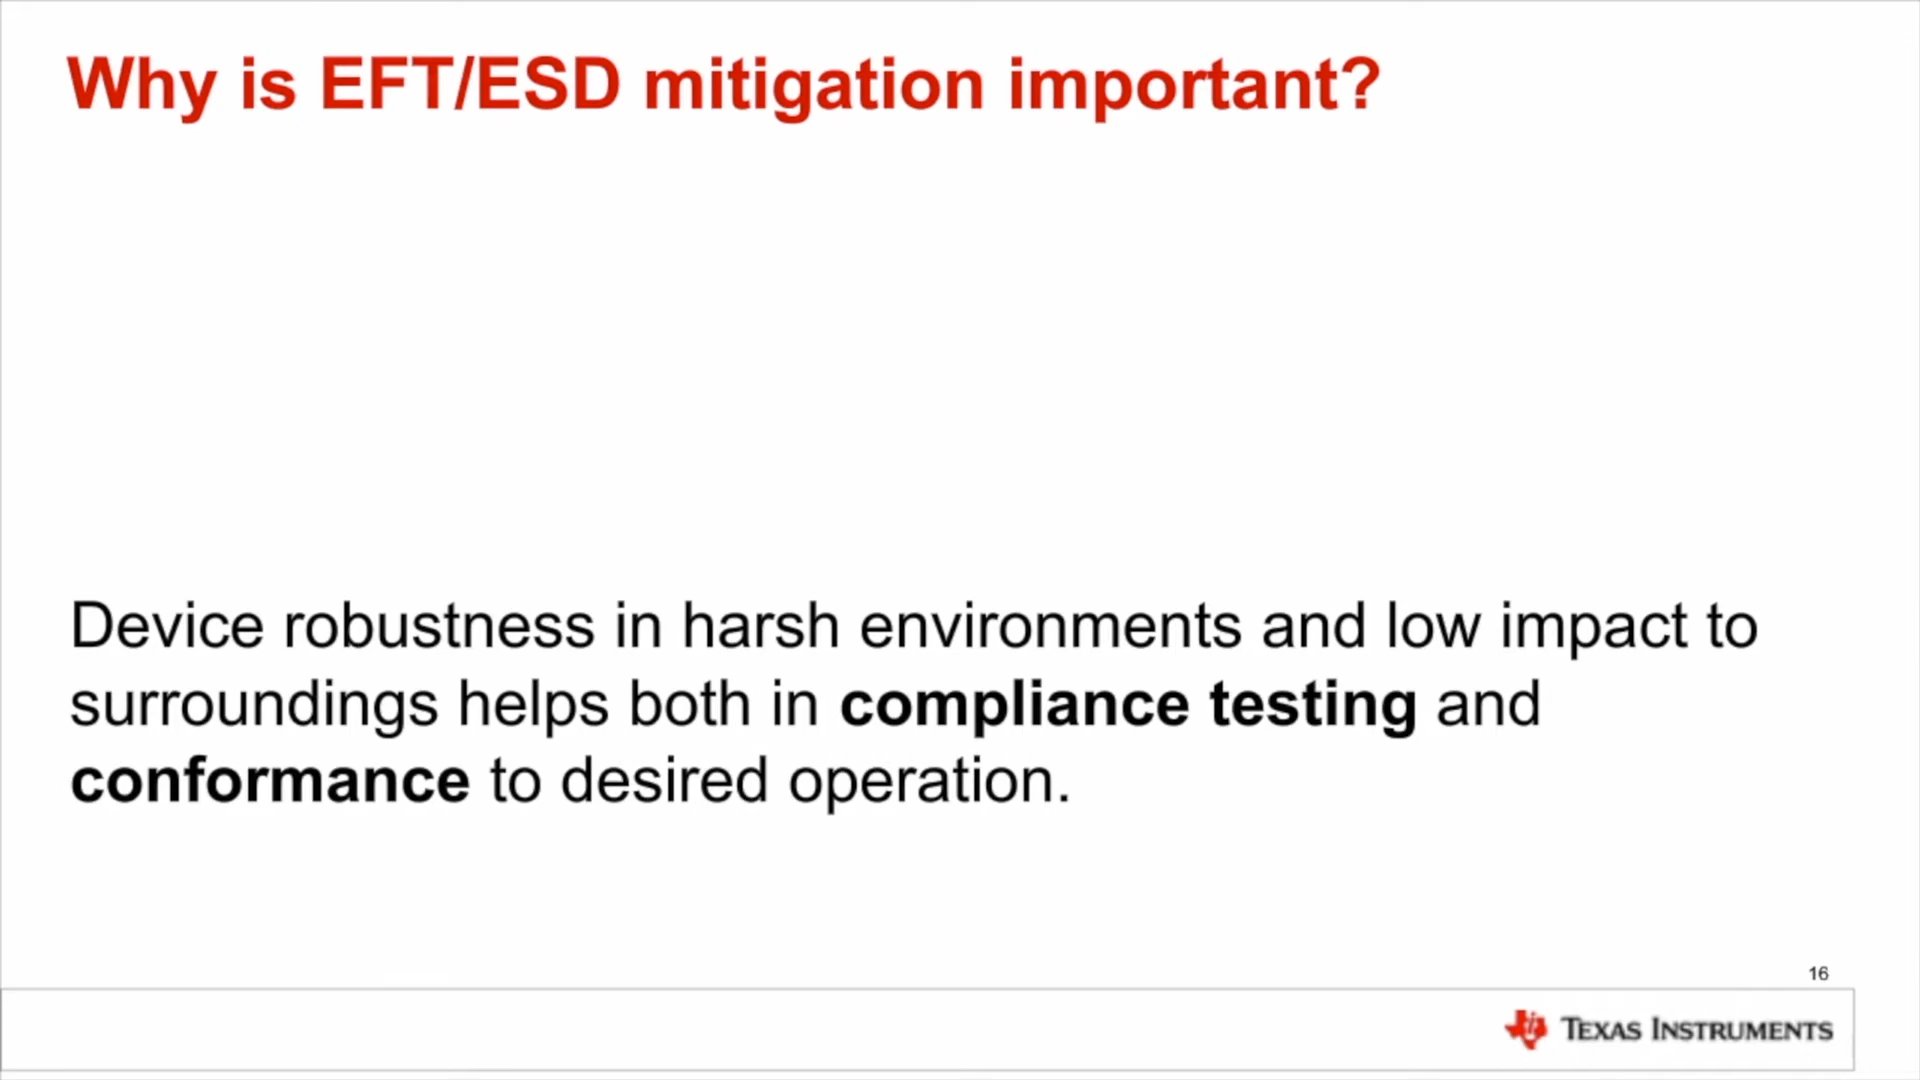 Why is EFT/ESD mitigation important?
Device robustness in harsh environments and low impact to
surroundings helps both in compliance testing and
conformance to desired operation.
16
TEXAS INSTRUMENTS